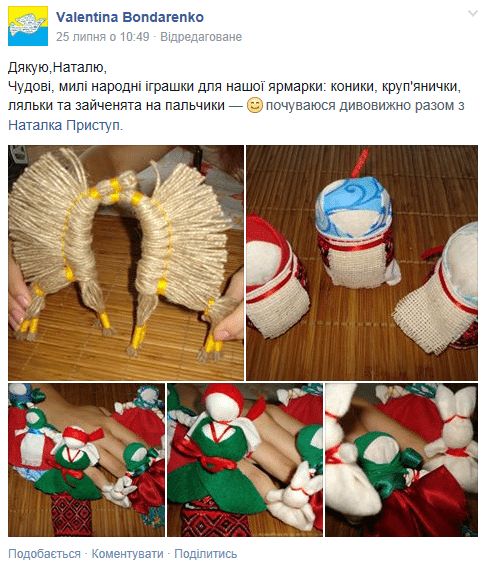 Valentina Bondarenko
25 липня о 10:49 · Відредаговане
Дякую,Наталю,
Чудові, милі народні іграшки для нашої ярмарки: коники, круп'янички,
ляльки та зайченята на пальчики — почуваюся дивовижно разом з
Наталка Приступ.
Подобається · Коментувати · Поділитись